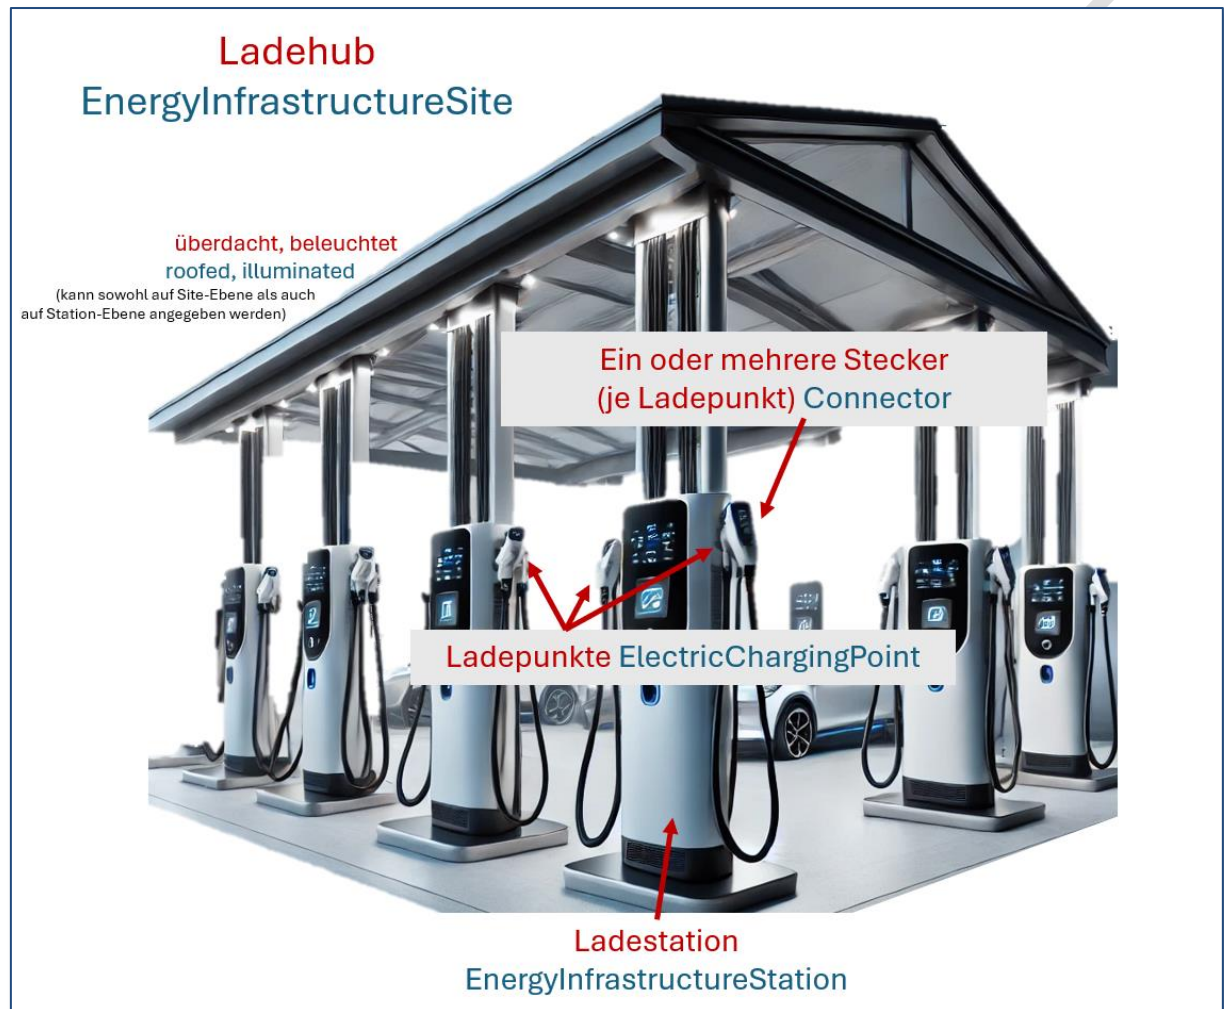 Ladehub
EnergyInfrastructureSite
überdacht, beleuchtet
roofed, illuminated
(kann sowohl auf Site-Ebene als auch
auf Station-Ebene angegeben werden)
Ein oder mehrere Stecker
(je Ladepunkt) Connector
Ladepunkte ElectricChargingPoint
Ladestation
EnergyInfrastructureStation